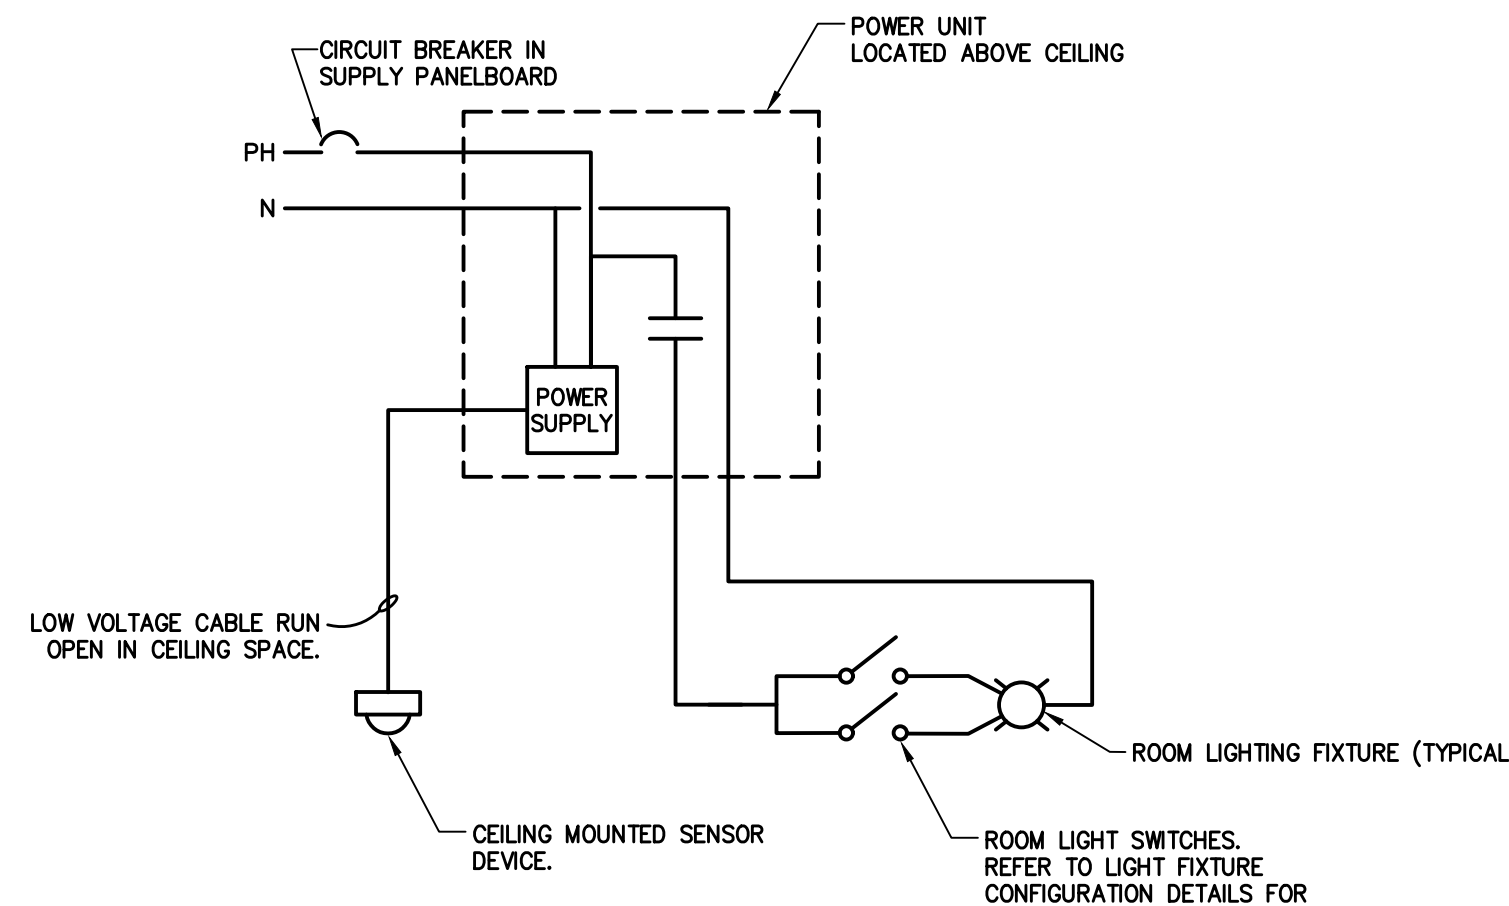 POWER UNIT
LOCATED ABOVE CEILING
CIRCUIT BREAKER IN
SUPPLY PANELBOARD
PH
N
POWER
SUPPLY
LOW VOLTAGE CABLE RUN
OPEN IN CEILING SPACE.
ROOM LIGHTING FIXTURE (TYPICAL
CEILING MOUNTED SENSOR
DEVICE.
ROOM LIGHT SWITCHES.
REFER TO LIGHT FIXTURE
CONFIGURATION DETAILS FOR